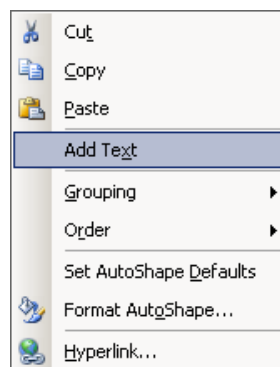 Cut
Copy
Paste
Add Text
Grouping
Order
Set AutoShape Defaults
Format AutoShape...
Hyperlink...